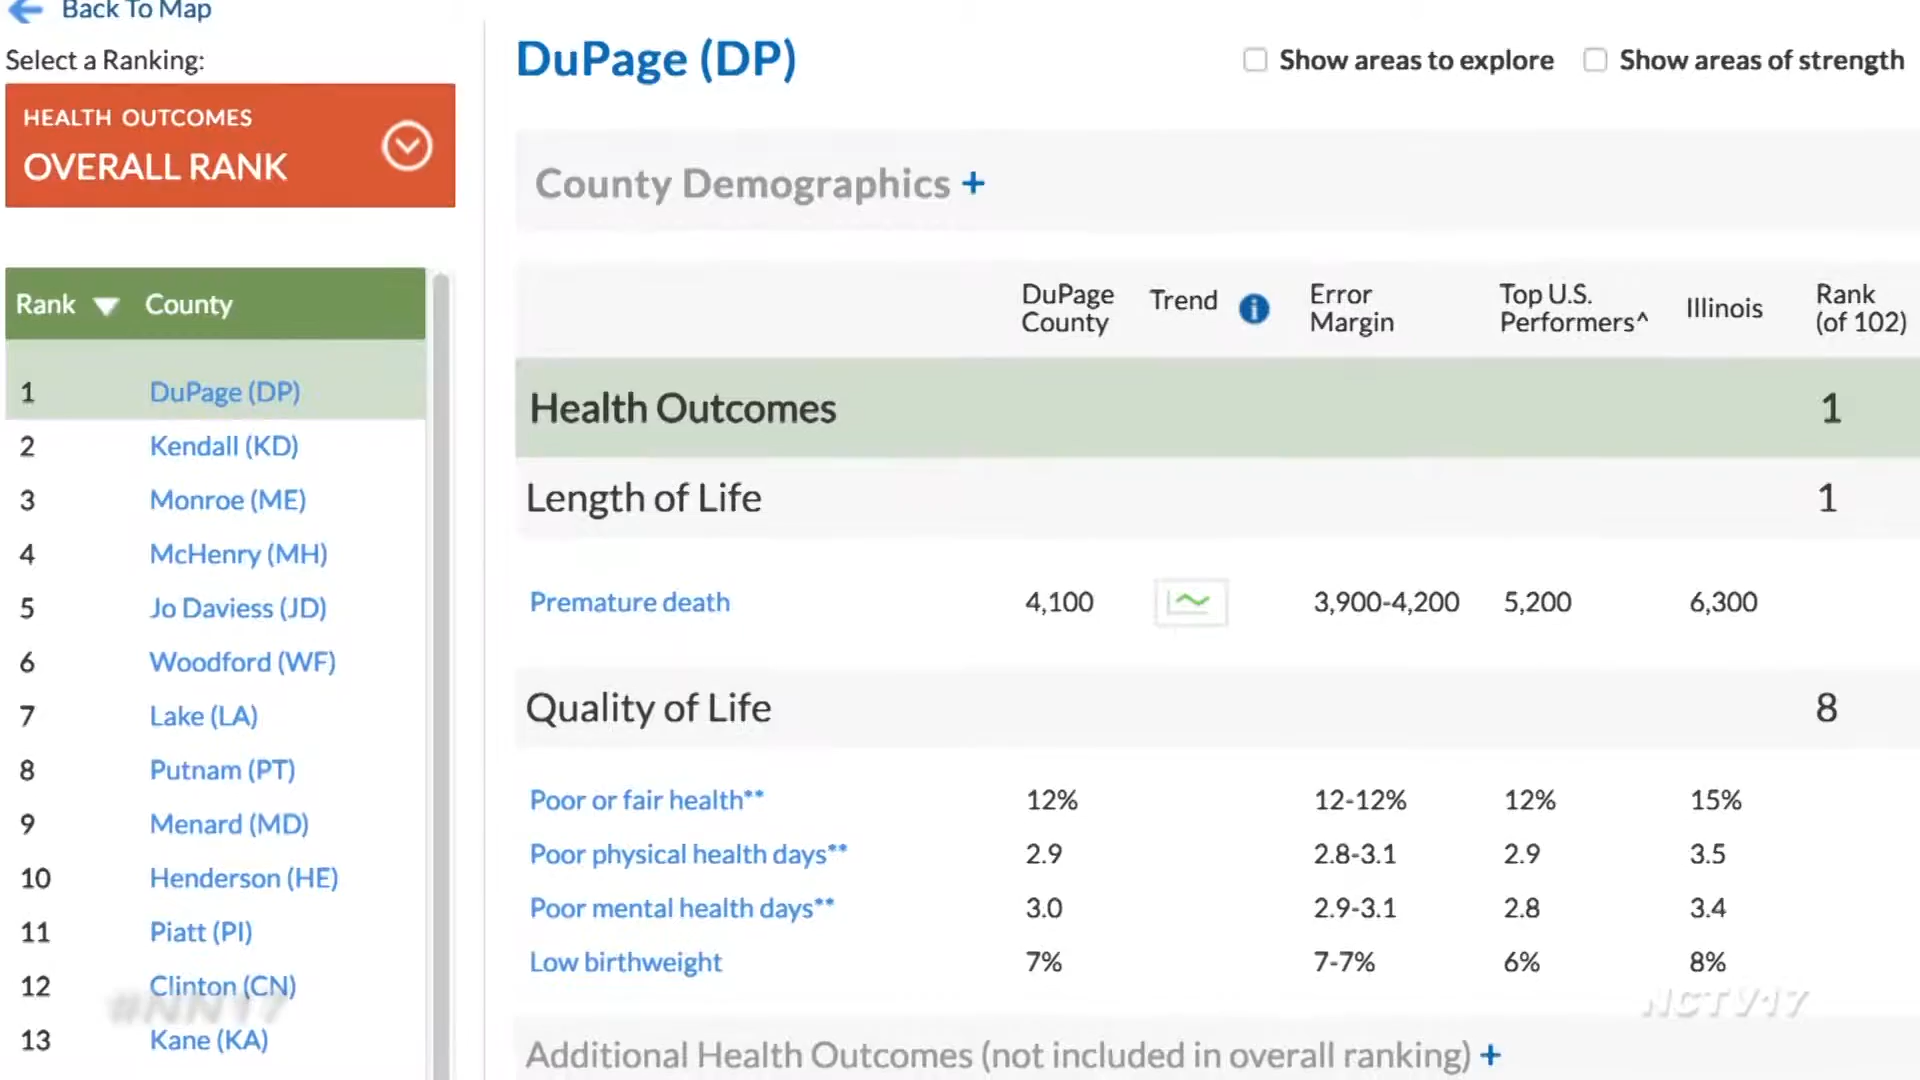 Back To Map
Select a Ranking:
HEALTH OUTCOMES
OVERALL RANK
Rank County
1 DuPage (DP)
2 Kendall (KD)
3 Monroe (ME)
4 McHenry (MH)
5 Jo Daviess (JD)
6 Woodford (WF)
7 Lake (LA)
8 Putnam (PT)
9 Menard (MD)
10 Henderson (HE)
11 Piatt (PI)
12 Clinton (CN)
13 Kane (KA)
#NN17
DuPage (DP)
Show areas to explore
Show areas of strength
County Demographics +
DuPage County Trend i Error Margin Top U.S. Performers^ Illinois Rank (of 102)
Health Outcomes 1
Length of Life 1
Premature death 4,100 3,900-4,200 5,200 6,300
Quality of Life 8
Poor or fair health** 12% 12-12% 12% 15%
Poor physical health days** 2.9 2.8-3.1 2.9 3.5
Poor mental health days** 3.0 2.9-3.1 2.8 3.4
Low birthweight 7% 7-7% 6% 8%
NCTV17
Additional Health Outcomes (not included in overall ranking) +